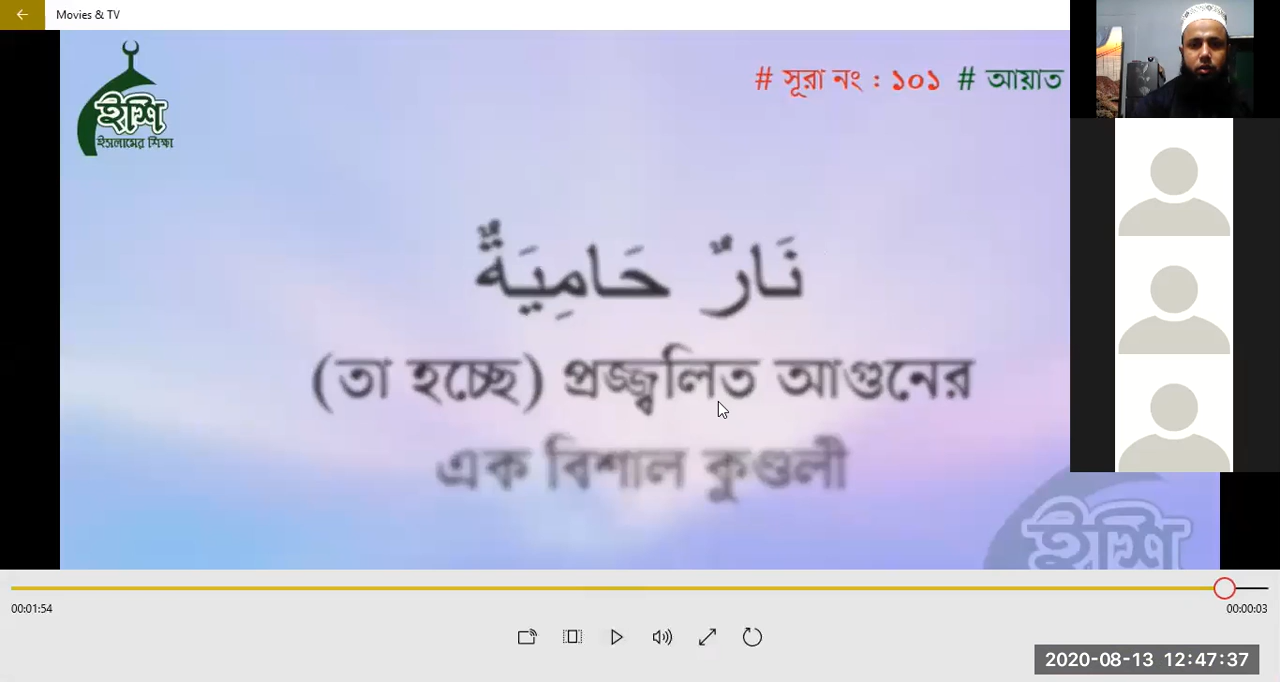 Movies & TV
# সূরা নং : ১০১ # আয়াত
ইশি
ইসলামের শিক্ষা
نَارٌ حَامِيَةٌ
(তা হচ্ছে) প্রজ্জ্বলিত আগুনের
এক বিশাল কুণ্ডলী
ইশি
00:01:54
00:00:03
2020-08-13 12:47:37